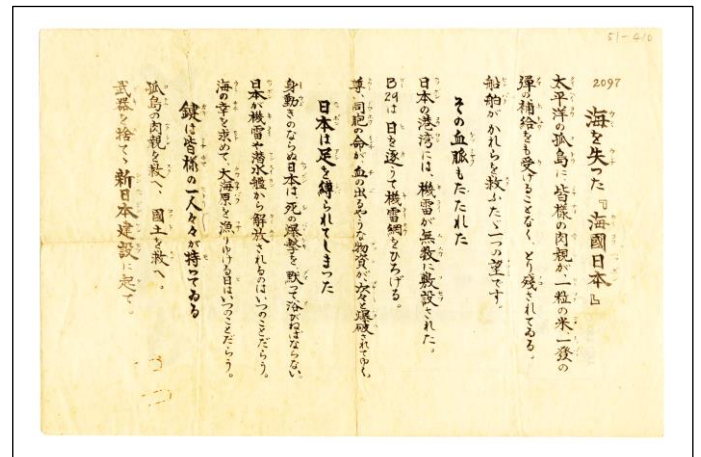 51-410
2097
海を失つた『海國日本』
太平洋の孤島に、皆様の肉親が一粒の米、一發の
彈の補給をも受けることなく、とり殘されてゐる。
船舶がかれらを救ふたゞ一つの望です。
その血脈もたたれた
日本の港湾には、機雷が無數に敷設された。
B29は日を逐うて機雷網をひろげる。
尊い同胞の命が、血の出るやうな物資が、次々と爆破されてゆく。
日本は足を縛られてしまつた
身動きのならぬ日本は、死の爆撃を默つて浴びねばならない。
日本が機雷や潜水艦から解放されるのはいつのことだらう。
海の幸を求めて、大海原を漁りゆける日はいつのことだらう。
鍵は皆様の一人々々が持つてゐる
孤島の肉親を救へ、國土を救へ。
武器を捨てゝ新日本建設に起て。